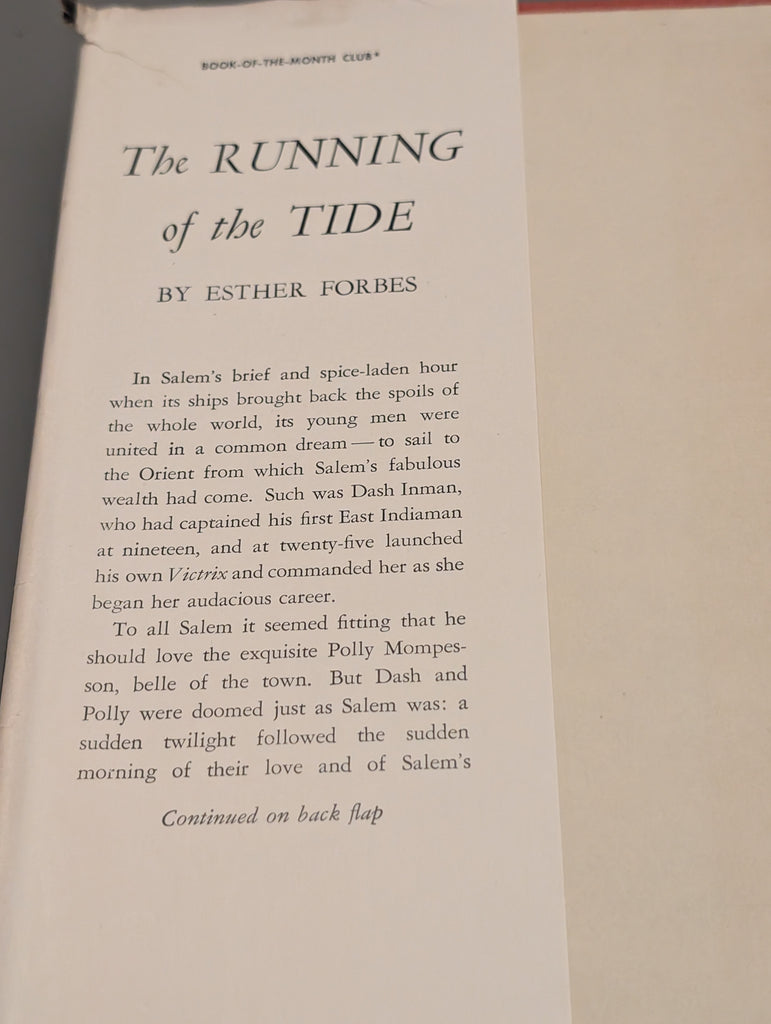 BOOK-OF-THE-MONTH CLUB*
The RUNNING
of the TIDE
BY ESTHER FORBES
In Salem's brief and spice-laden hour
when its ships brought back the spoils of
the whole world, its young men were
united in a common dream — to sail to
the Orient from which Salem's fabulous
wealth had come. Such was Dash Inman,
who had captained his first East Indiaman
at nineteen, and at twenty-five launched
his own Victrix and commanded her as she
began her audacious career.
To all Salem it seemed fitting that he
should love the exquisite Polly Mompes-
son, belle of the town. But Dash and
Polly were doomed just as Salem was: a
sudden twilight followed the sudden
morning of their love and of Salem's
Continued on back flap